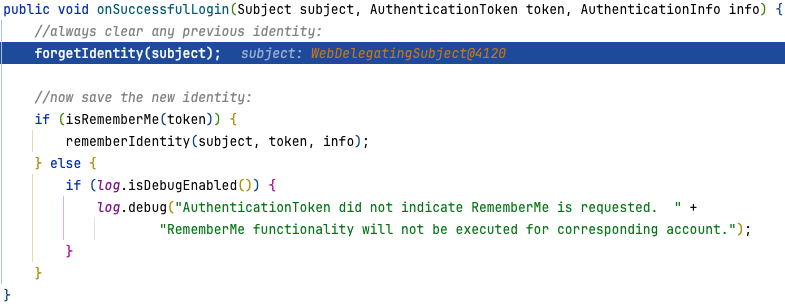 public void onSuccessfulLogin(Subject subject, AuthenticationToken token, AuthenticationInfo info) {
//always clear any previous identity:
forgetIdentity(subject);   subject: WebDelegatingSubject@4120
//now save the new identity:
if (isRememberMe(token)) {
rememberIdentity(subject, token, info);
} else {
if (log.isDebugEnabled()) {
log.debug("AuthenticationToken did not indicate RememberMe is requested.  " +
"RememberMe functionality will not be executed for corresponding account.");
}
}
}